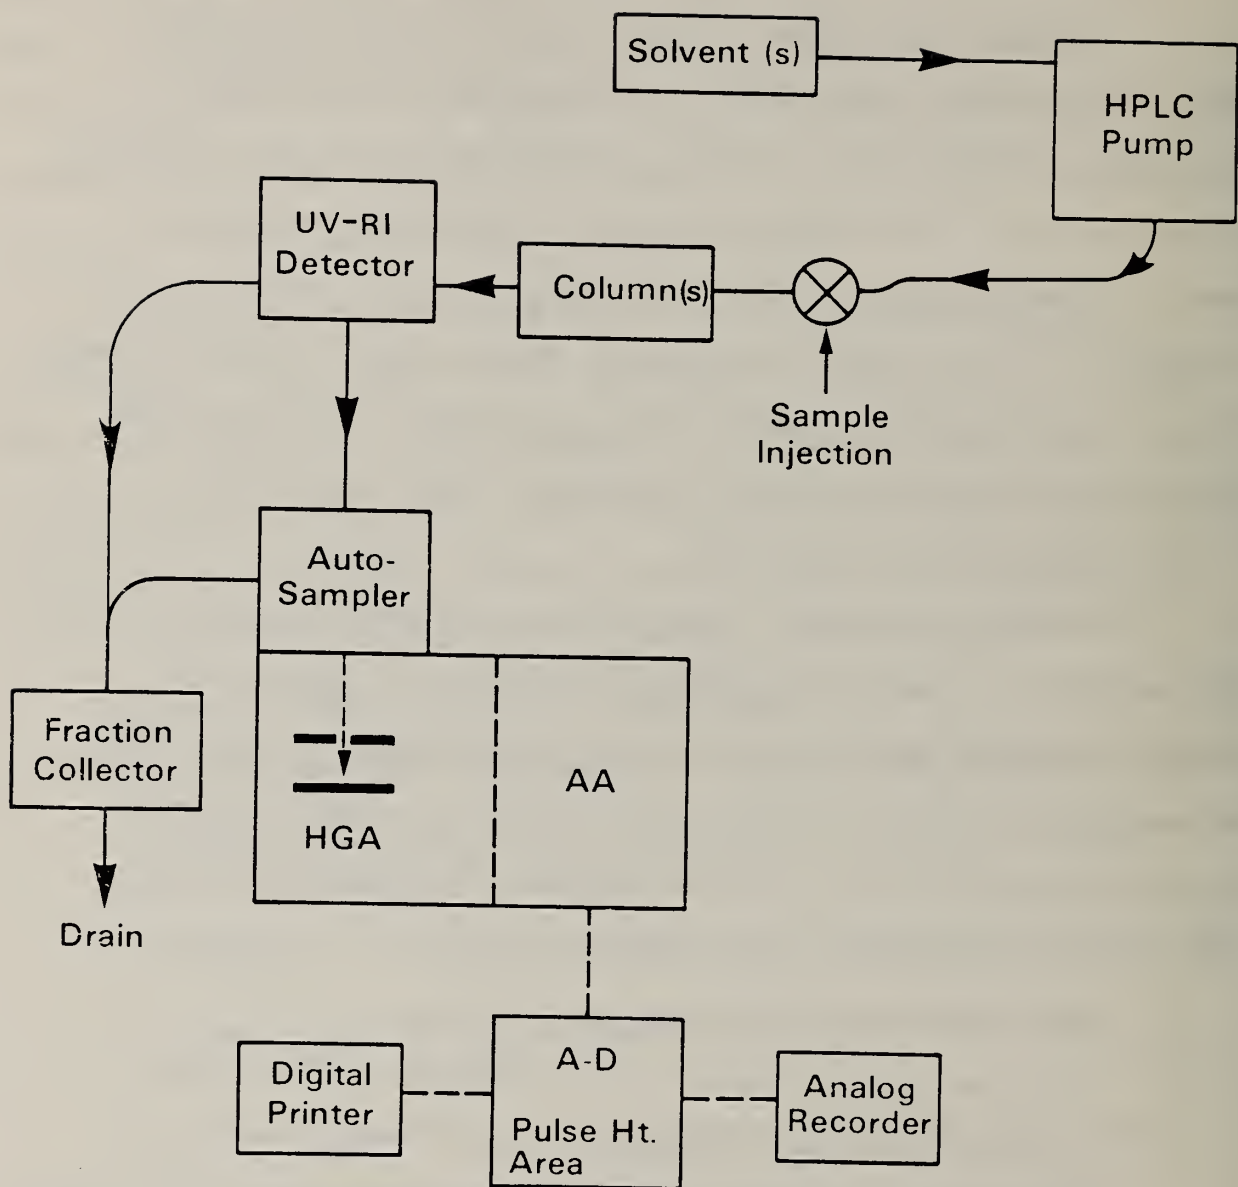 Solvent (s)
HPLC
Pump
UV-RI
Detector
Column(s)
Sample
Injection
Auto-
Sampler
Fraction
Collector
HGA
AA
Drain
Digital
Printer
A-D
Pulse Ht.
Area
Analog
Recorder